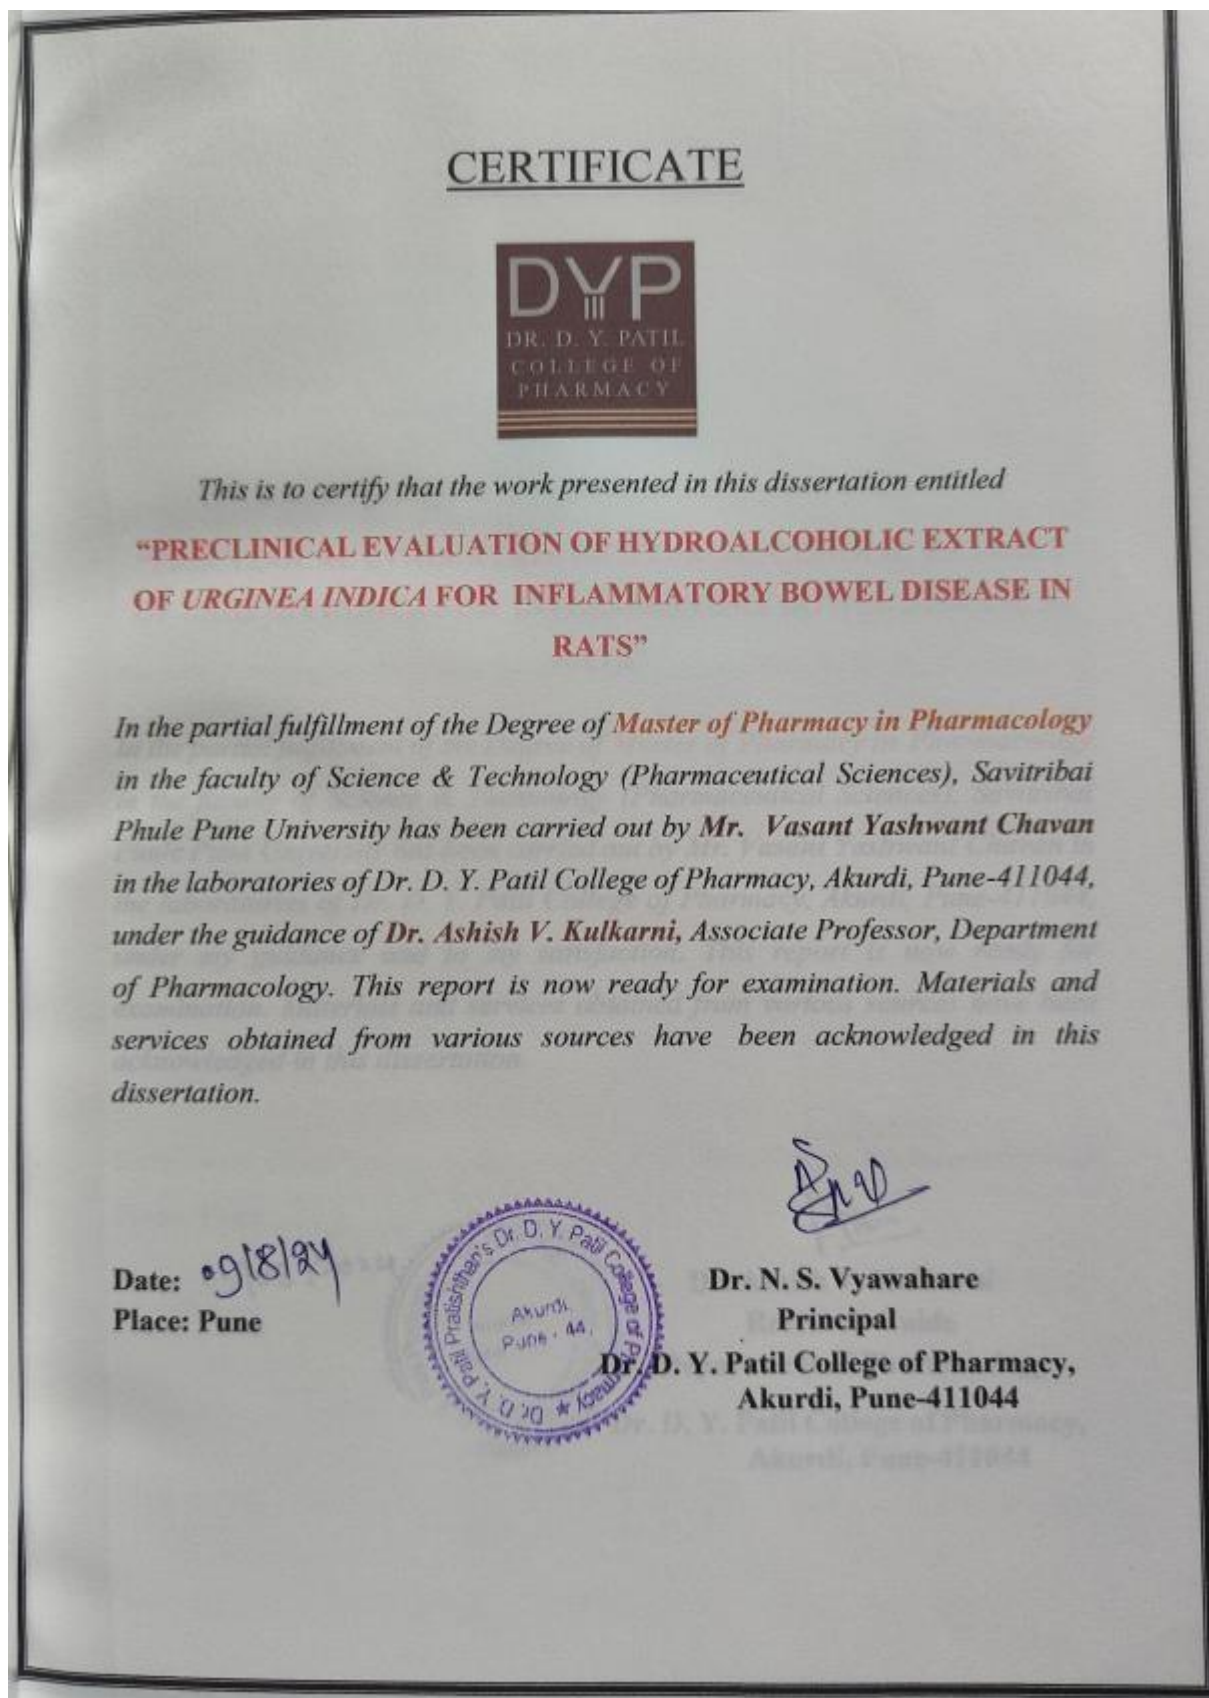 CERTIFICATE
DYP
DR. D. Y. PATIL
COLLEGE OF
PHARMACY
This is to certify that the work presented in this dissertation entitled
“PRECLINICAL EVALUATION OF HYDROALCOHOLIC EXTRACT
OF URGINEA INDICA FOR INFLAMMATORY BOWEL DISEASE IN
RATS”
In the partial fulfillment of the Degree of Master of Pharmacy in Pharmacology
in the faculty of Science & Technology (Pharmaceutical Sciences), Savitribai
Phule Pune University has been carried out by Mr. Vasant Yashwant Chavan
in the laboratories of Dr. D. Y. Patil College of Pharmacy, Akurdi, Pune-411044,
under the guidance of Dr. Ashish V. Kulkarni, Associate Professor, Department
of Pharmacology. This report is now ready for examination. Materials and
services obtained from various sources have been acknowledged in this
dissertation.
Date: 09/8/24
Place: Pune
Dr. D. Y. Patil Pratishthan's Dr. D. Y. Patil College of Pharmacy
Akurdi,
Pune - 44.
Dr. N. S. Vyawahare
Principal
Dr. D. Y. Patil College of Pharmacy,
Akurdi, Pune-411044